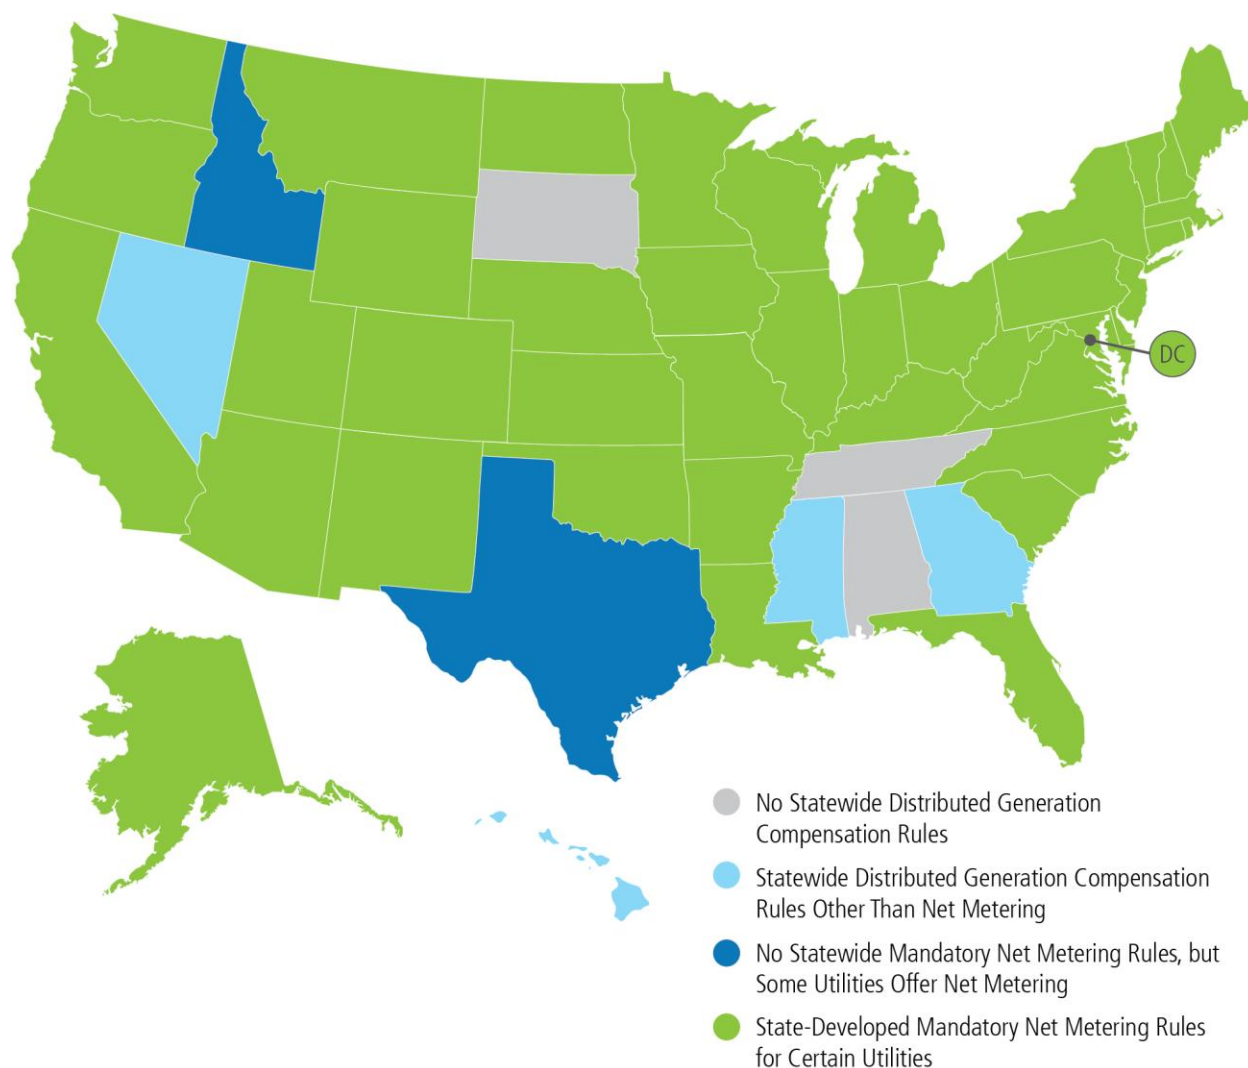 DC
No Statewide Distributed Generation
Compensation Rules
Statewide Distributed Generation Compensation
Rules Other Than Net Metering
No Statewide Mandatory Net Metering Rules, but
Some Utilities Offer Net Metering
State-Developed Mandatory Net Metering Rules
for Certain Utilities